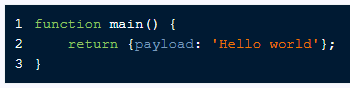 1 function main() {
2     return {payload: 'Hello world'};
3 }